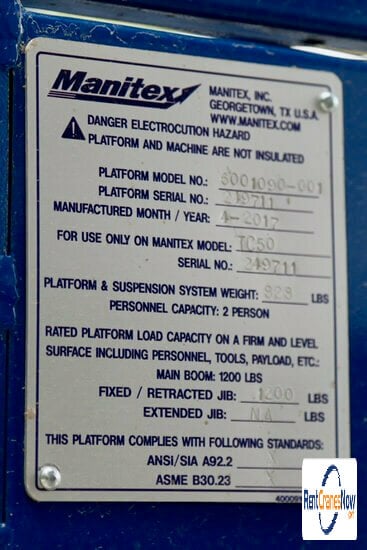 Manitex
MANITEX, INC.
GEORGETOWN, TX U.S.A.
WWW.MANITEX.COM
DANGER ELECTROCUTION HAZARD
PLATFORM AND MACHINE ARE NOT INSULATED
PLATFORM MODEL NO.: 6001090-001
PLATFORM SERIAL NO.: 219711
MANUFACTURED MONTH / YEAR: 4-2017
FOR USE ONLY ON MANITEX MODEL: TC50
SERIAL NO.: 219711
PLATFORM & SUSPENSION SYSTEM WEIGHT: 828 LBS
PERSONNEL CAPACITY: 2 PERSON
RATED PLATFORM LOAD CAPACITY ON A FIRM AND LEVEL
SURFACE INCLUDING PERSONNEL, TOOLS, PAYLOAD, ETC.:
MAIN BOOM: 1200 LBS
FIXED / RETRACTED JIB: 1200 LBS
EXTENDED JIB: NA LBS
THIS PLATFORM COMPLIES WITH FOLLOWING STANDARDS:
ANSI/SIA A92.2 X
ASME B30.23 X
RentCranesNow